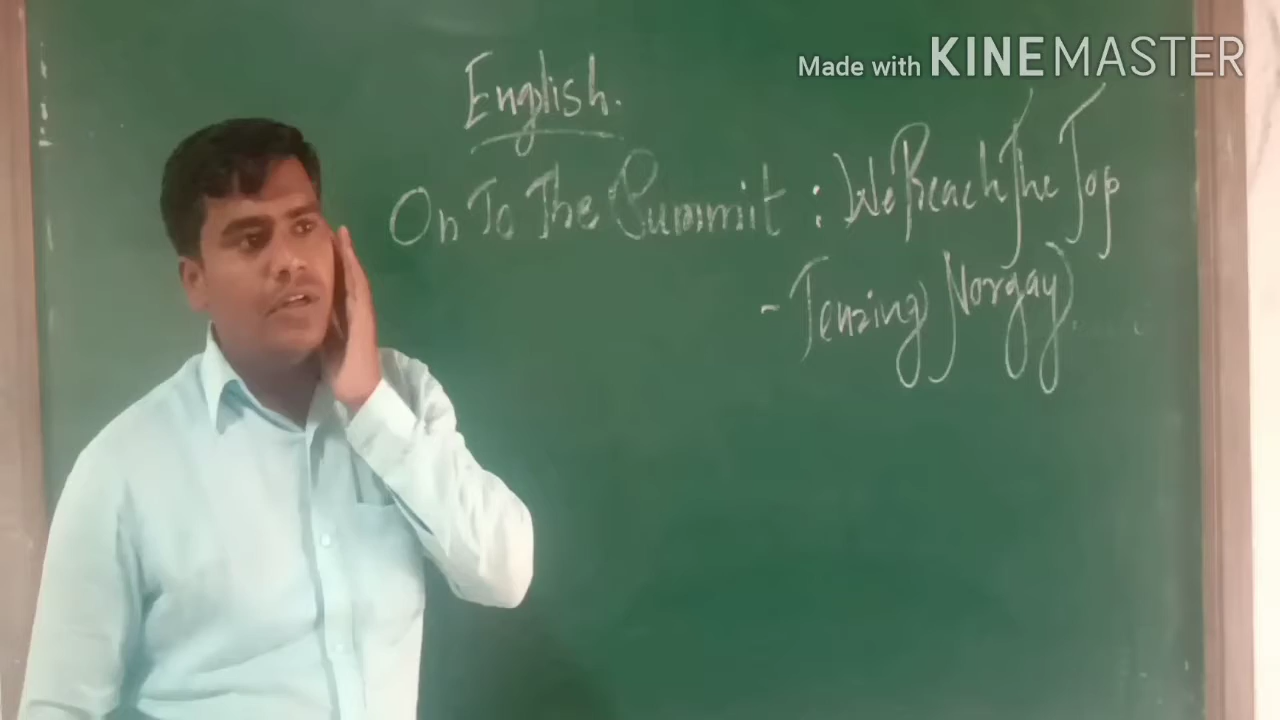 Made with KINEMASTER
English.
On To The Summit : We Reach The Top
- Tenzing Norgay